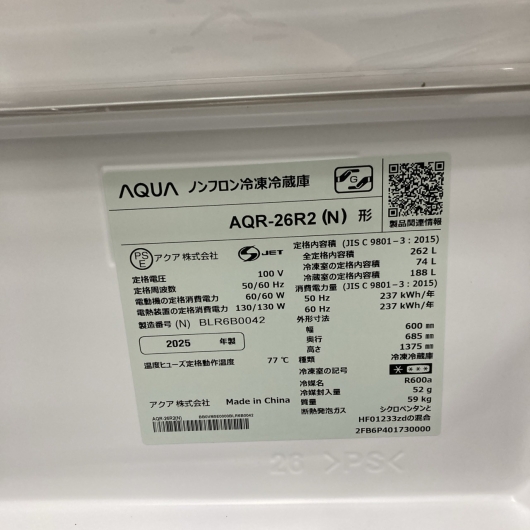 AQUA ノンフロン冷凍冷蔵庫
G
AQR-26R2 (N) 形
製品関連情報
PS E アクア 株式会社
S JET
定格電圧 100 V
定格周波数 50/60 Hz
電動機の定格消費電力 60/60 W
電熱装置の定格消費電力 130/130 W
製造番号 (N) BLR6B0042
2025 年製
温度ヒューズ定格動作温度 77 ℃
アクア 株式会社 Made in China
AQR-26R2(N)
定格内容積 (JIS C 9801-3:2015)
全定格内容積 262 L
冷凍室の定格内容積 74 L
冷蔵室の定格内容積 188 L
消費電力量 (JIS C 9801-3:2015)
50 Hz 237 kWh/年
60 Hz 237 kWh/年
外形寸法
幅 600 mm
奥行 685 mm
高さ 1375 mm
種類 冷凍冷蔵庫
冷凍室の記号
冷媒名 R600a
冷媒封入量 52 g
質量 59 kg
断熱発泡ガス シクロペンタンと
HFO1233zdの混合
2FB6P401730000
>PS<